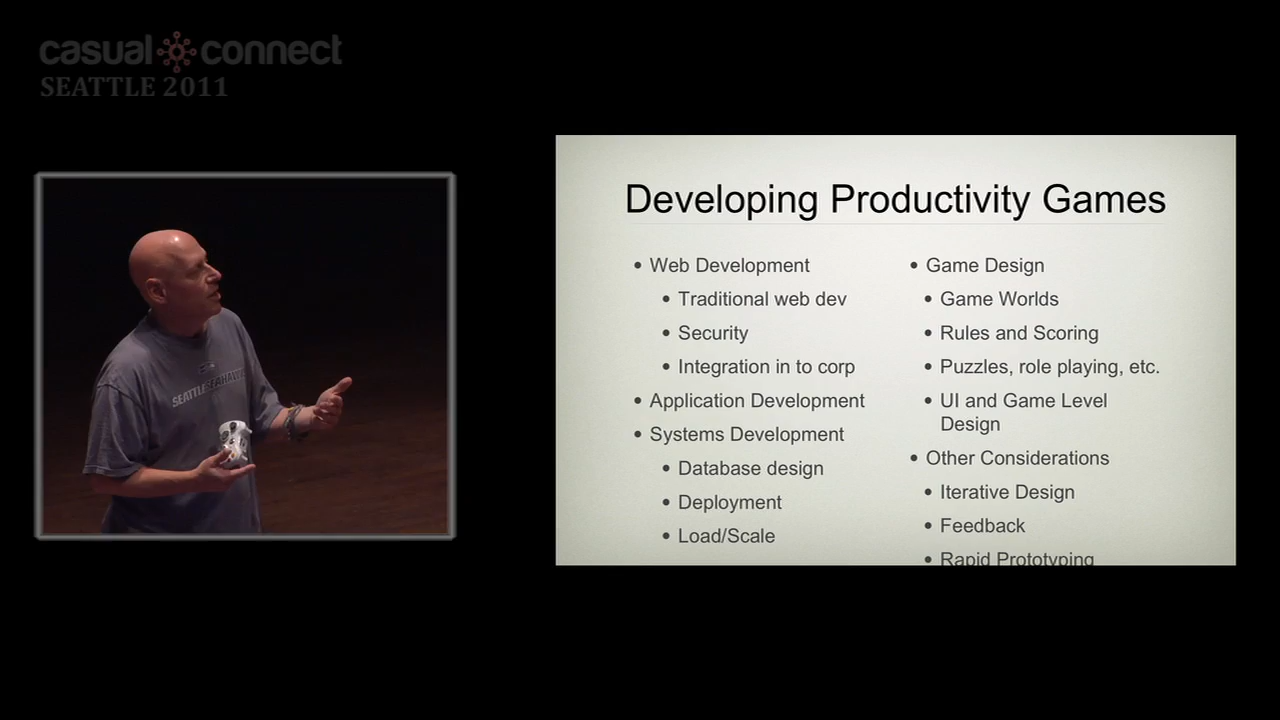 casual connect
SEATTLE 2011
SEATTLE SEAHAWKS
Developing Productivity Games
• Web Development
• Traditional web dev
• Security
• Integration in to corp
• Application Development
• Systems Development
• Database design
• Deployment
• Load/Scale
• Game Design
• Game Worlds
• Rules and Scoring
• Puzzles, role playing, etc.
• UI and Game Level
Design
• Other Considerations
• Iterative Design
• Feedback
• Rapid Prototyping